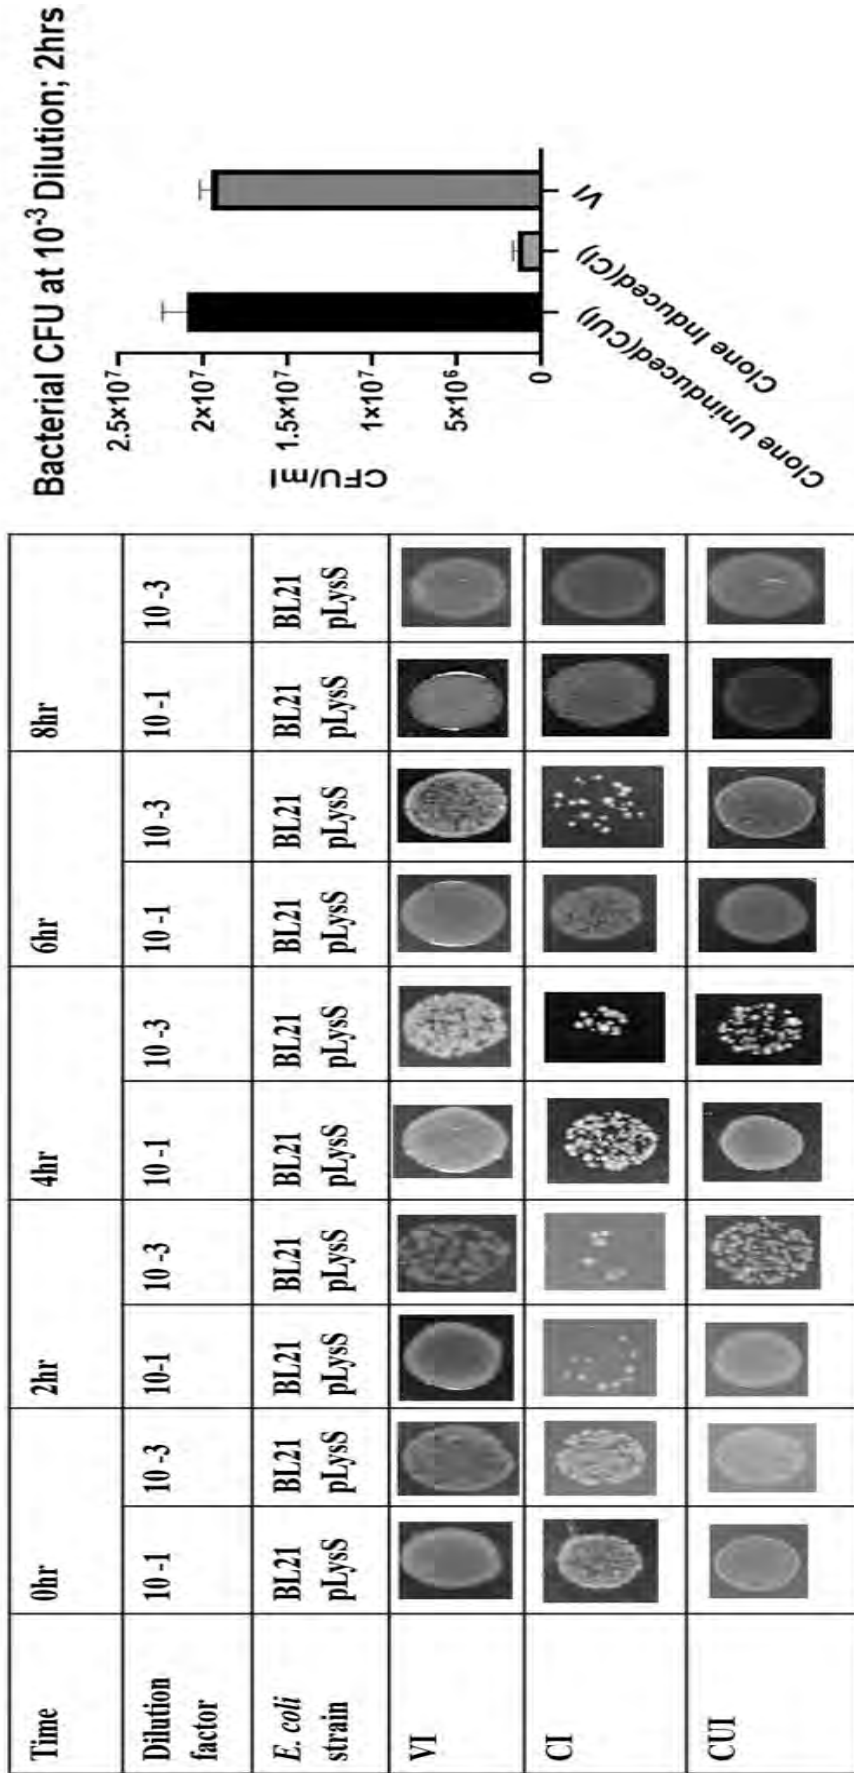 Time 0hr 2hr 4hr 6hr 8hr
Dilution factor 10 -1 10 -3 10-1 10 -3 10 -1 10 -3 10 -1 10 -3 10 -1 10 -3
E. coli strain BL21 pLysS BL21 pLysS BL21 pLysS BL21 pLysS BL21 pLysS BL21 pLysS BL21 pLysS BL21 pLysS BL21 pLysS BL21 pLysS
VI
CI
CUI
Bacterial CFU at 10⁻³ Dilution; 2hrs
CFU/ml
2.5×10⁷
2×10⁷
1.5×10⁷
1×10⁷
5×10⁶
0
Clone Uninduced(CUI)
Clone Induced(CI)
VI